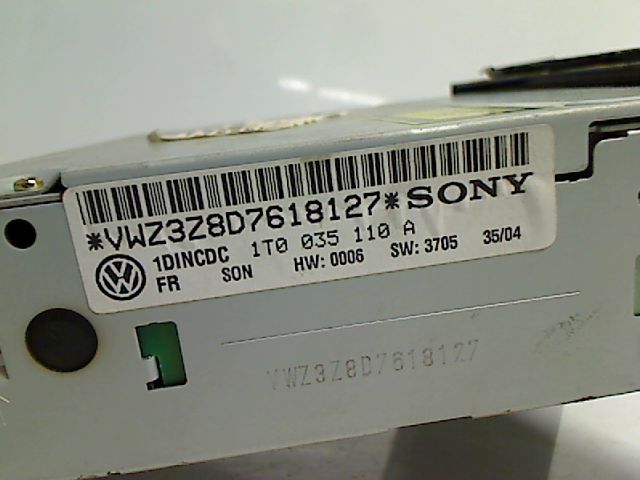 *VWZ3Z8D7618127* SONY
1DINCDC 1T0 035 110 A
FR SON HW: 0006 SW: 3705 35/04
VWZ3Z8D7618127